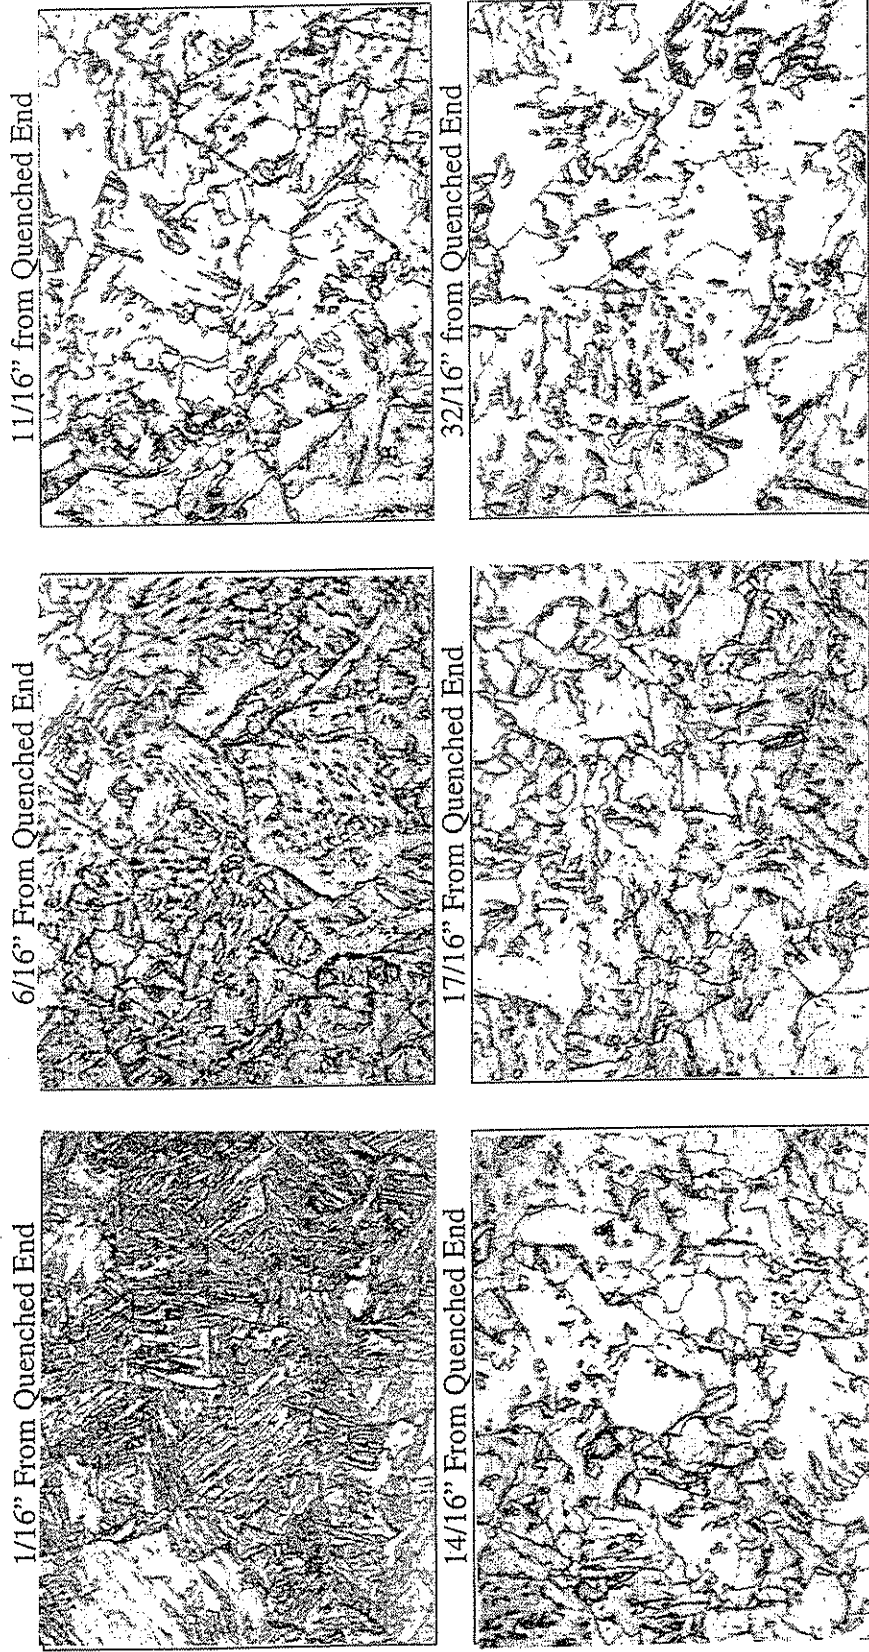 1/16” From Quenched End
6/16” From Quenched End
11/16” from Quenched End
14/16” From Quenched End
17/16” From Quenched End
32/16” from Quenched End